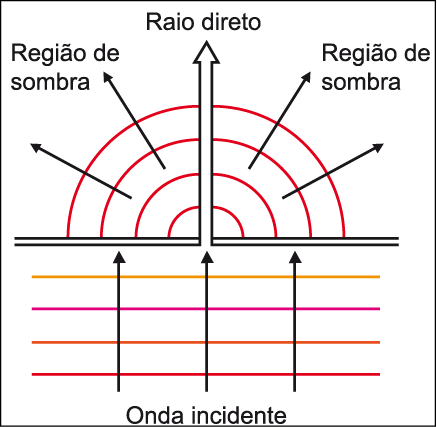 Raio direto
Região de
sombra
Região de
sombra
Onda incidente